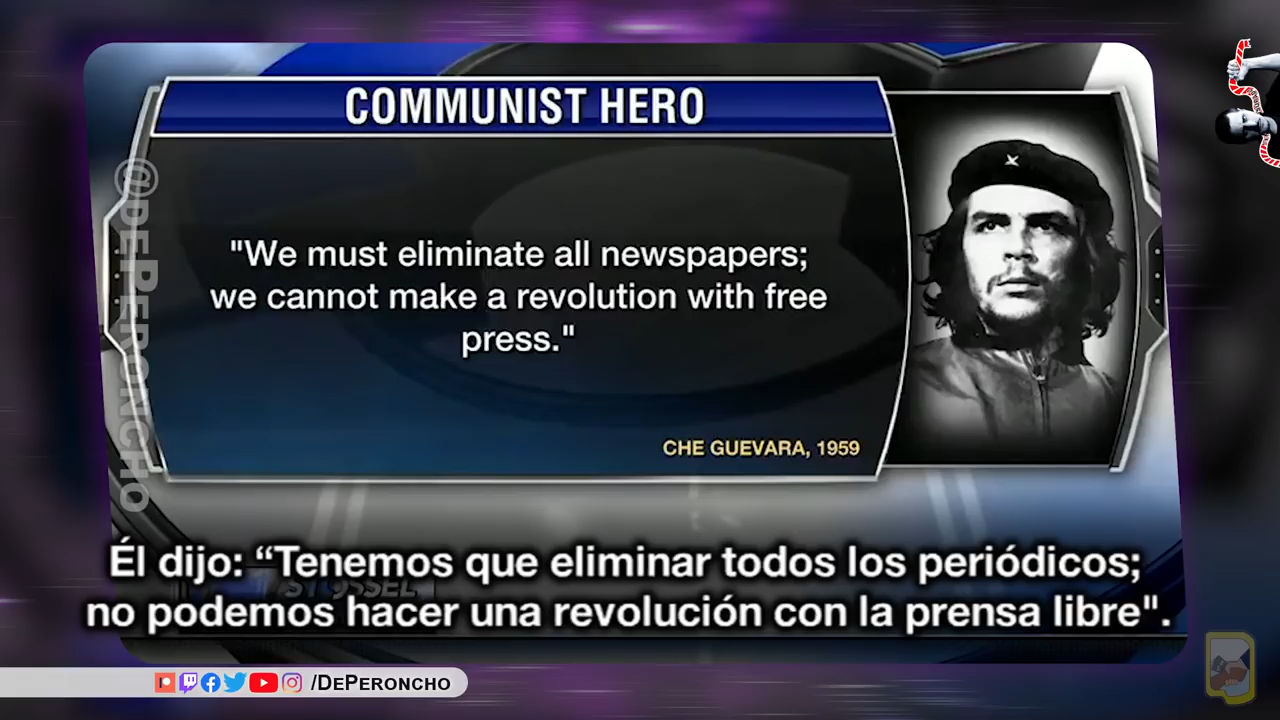 COMMUNIST HERO
"We must eliminate all newspapers;
we cannot make a revolution with free
press."
CHE GUEVARA, 1959
@DEPERONCHO
STOSSEL
Él dijo: “Tenemos que eliminar todos los periódicos;
no podemos hacer una revolución con la prensa libre".
/DEPERONCHO